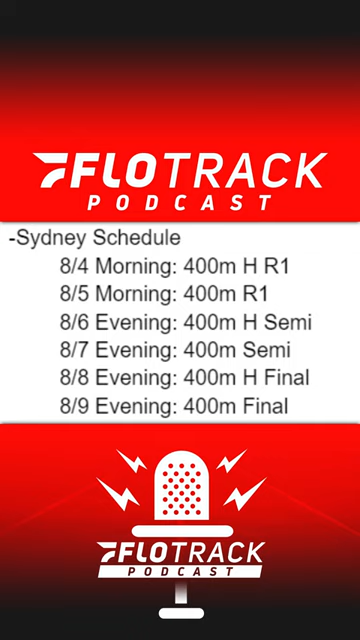 FLOTRACK
PODCAST
-Sydney Schedule
8/4 Morning: 400m H R1
8/5 Morning: 400m R1
8/6 Evening: 400m H Semi
8/7 Evening: 400m Semi
8/8 Evening: 400m H Final
8/9 Evening: 400m Final
FLOTRACK
PODCAST